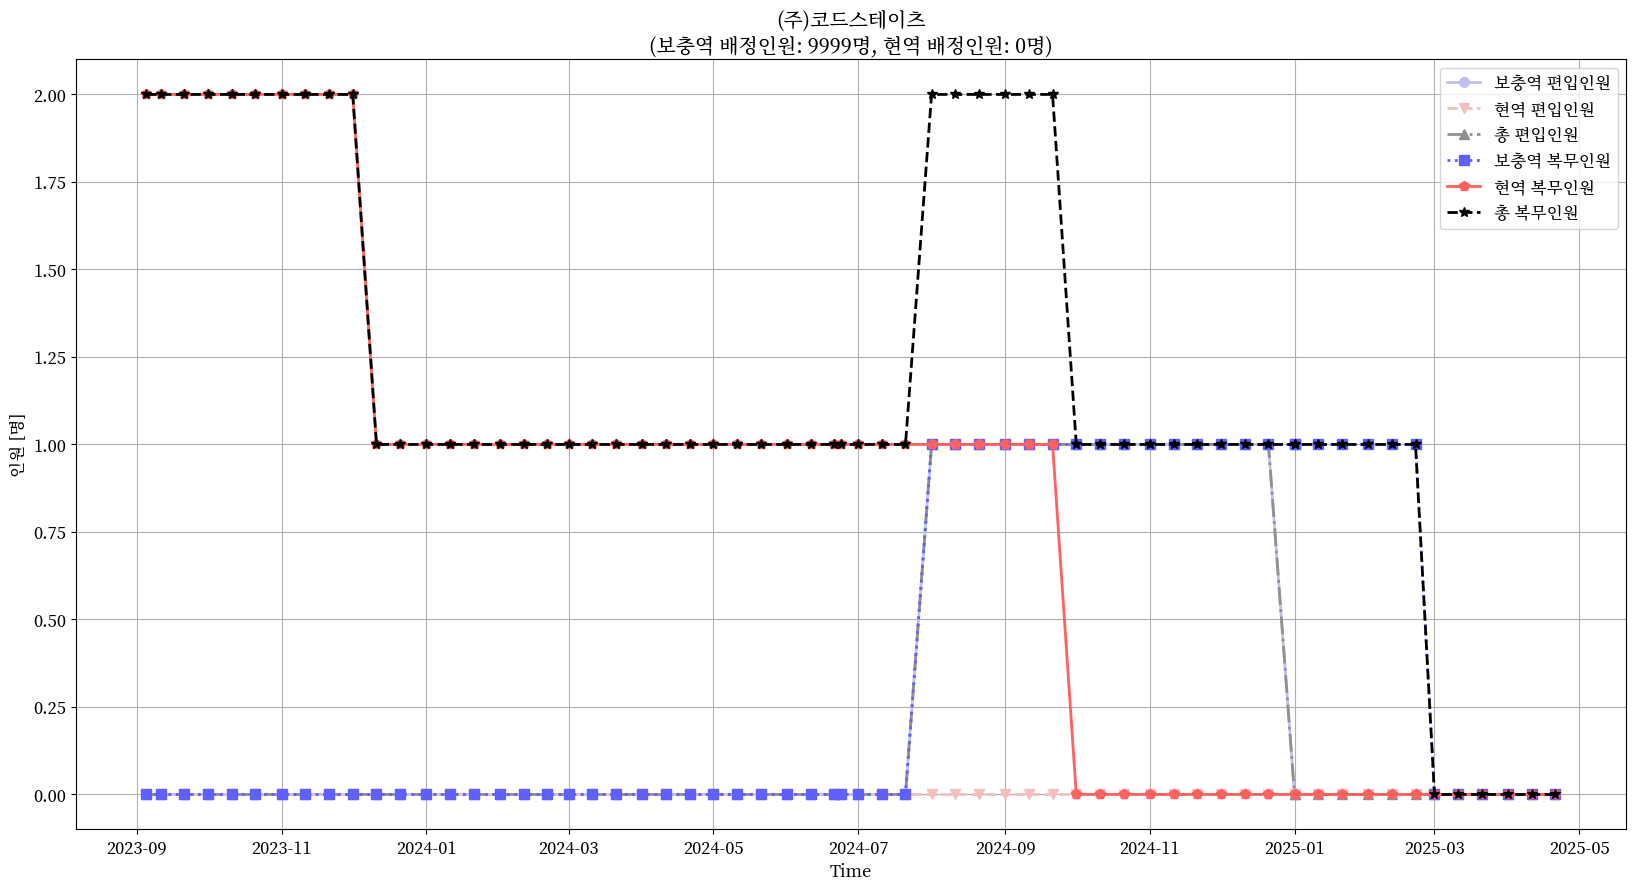 (주)코드스테이츠
(보충역 배정인원: 9999명, 현역 배정인원: 0명)
보충역 편입인원
현역 편입인원
총 편입인원
보충역 복무인원
현역 복무인원
총 복무인원
인원 [명]
2.00
1.75
1.50
1.25
1.00
0.75
0.50
0.25
0.00
2023-09 2023-11 2024-01 2024-03 2024-05 2024-07 2024-09 2024-11 2025-01 2025-03 2025-05
Time